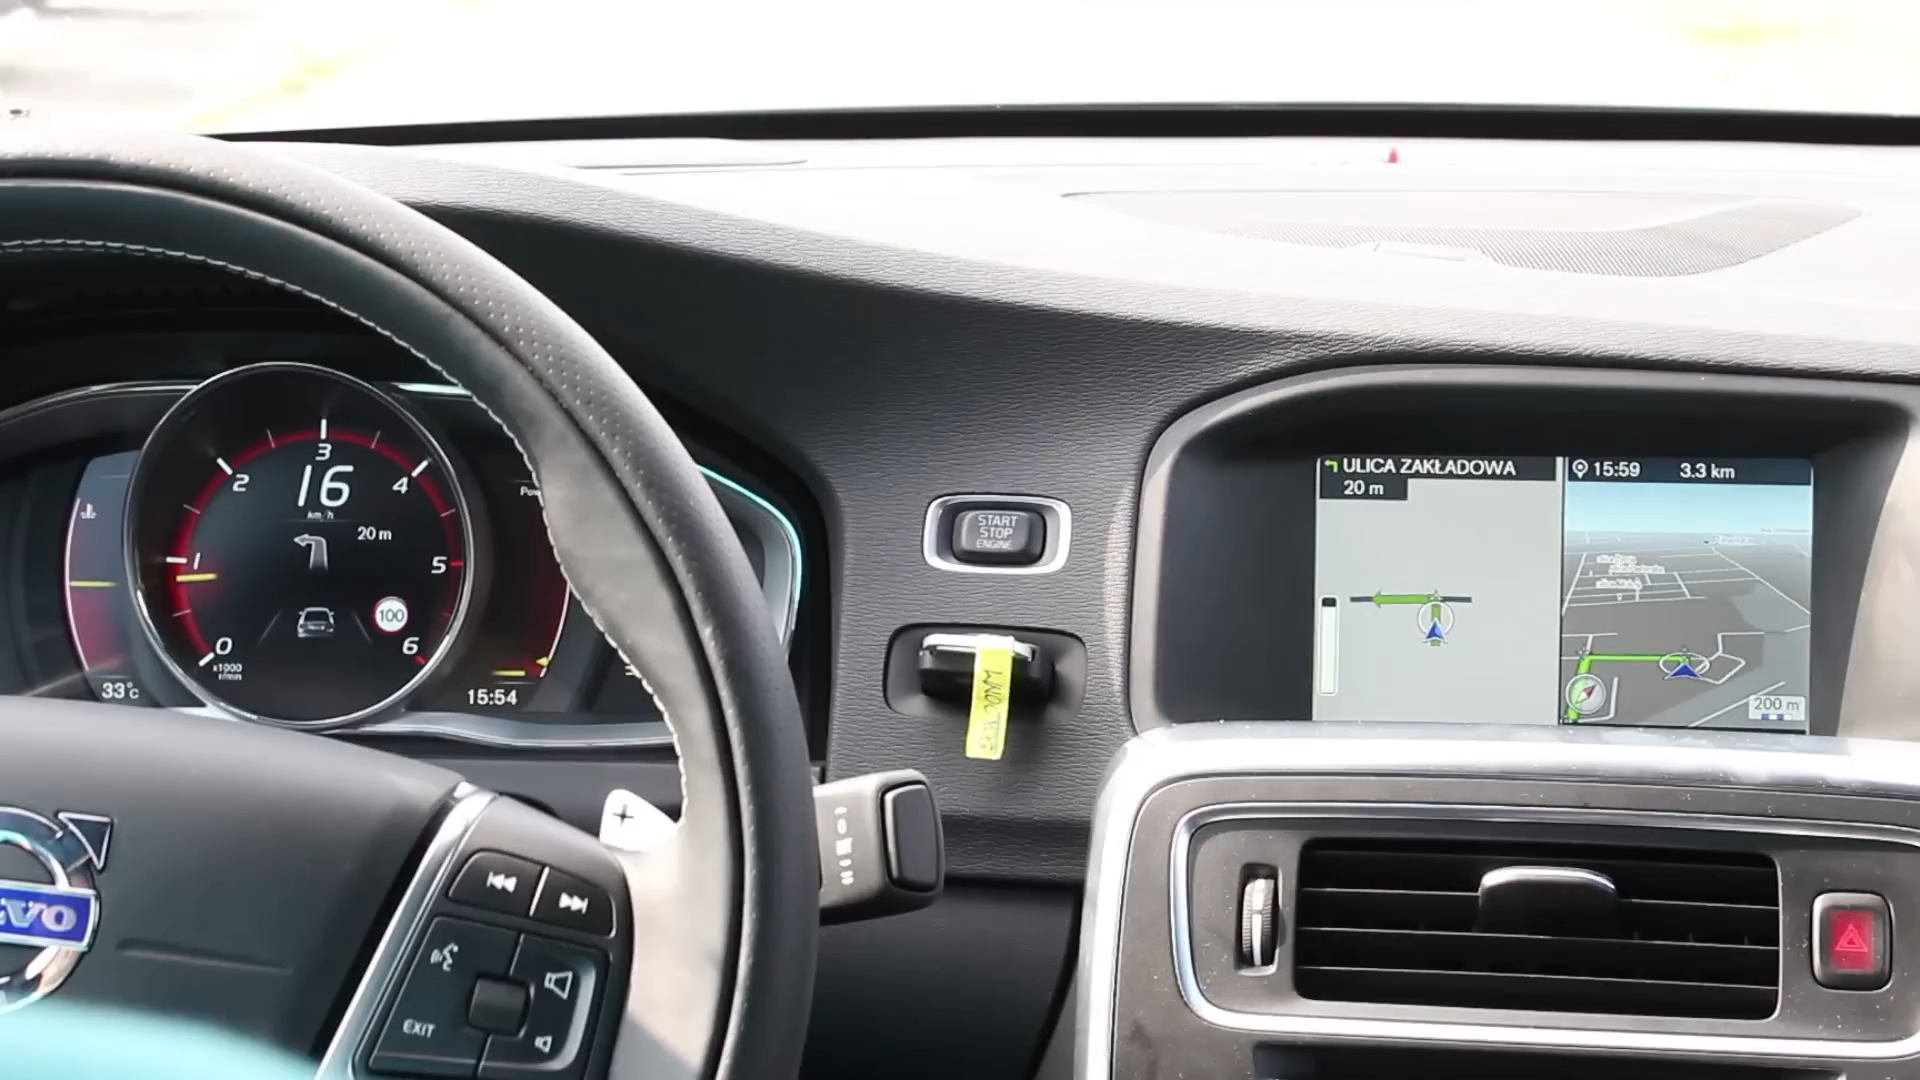 3
2
4
16
km/h
20 m
1
5
100
0
6
x1000
r/min
33°c
15:54
START
STOP
ENGINE
ULICA ZAKŁADOWA
20 m
15:59
3.3 km
200 m
EXIT